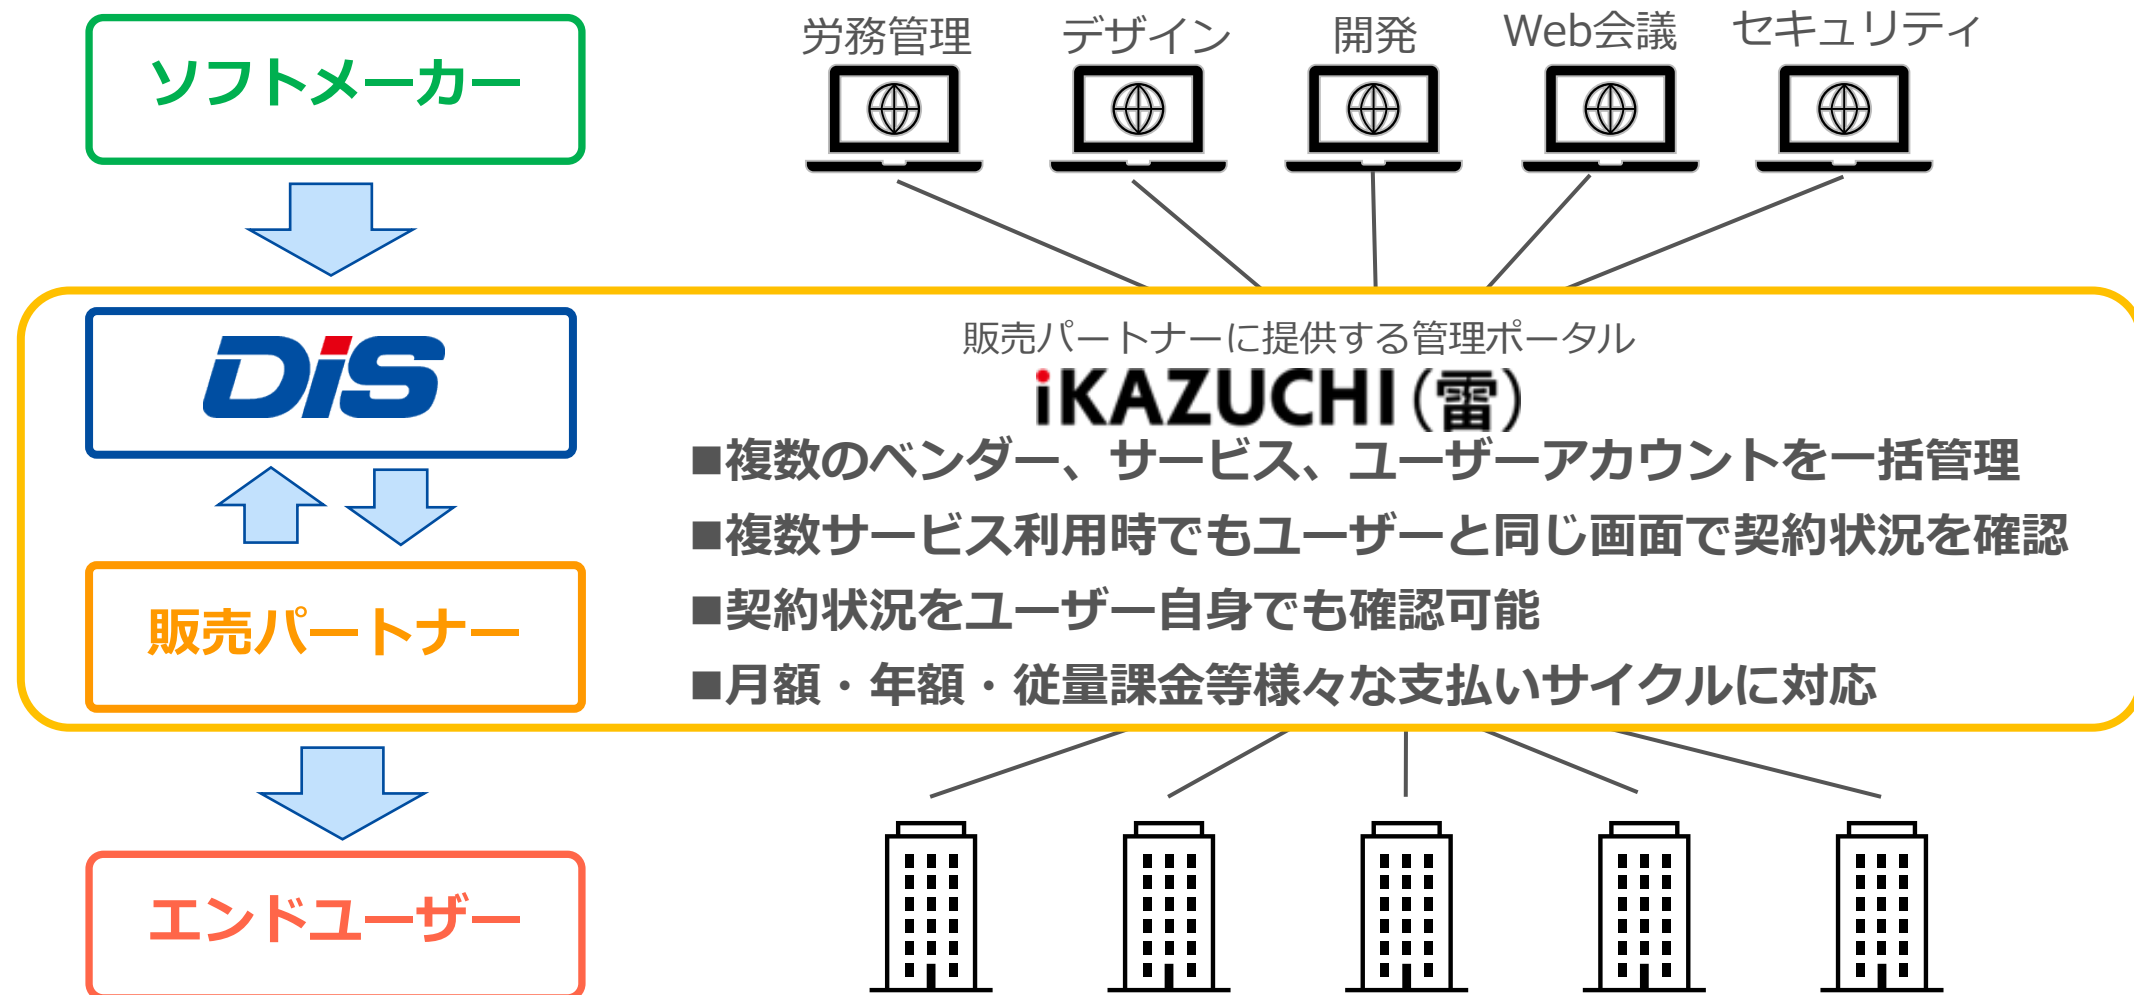 ソフトメーカー
労務管理
デザイン
開発
Web会議
セキュリティ
DiS
販売パートナーに提供する管理ポータル
iKAZUCHI(雷)
■複数のベンダー、サービス、ユーザーアカウントを一括管理
■複数サービス利用時でもユーザーと同じ画面で契約状況を確認
■契約状況をユーザー自身でも確認可能
■月額・年額・従量課金等様々な支払いサイクルに対応
販売パートナー
エンドユーザー